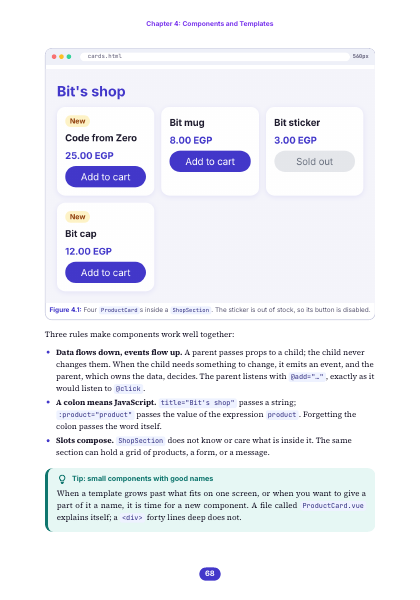 Chapter 4: Components and Templates
cards.html
560px
Bit's shop
New
Code from Zero
25.00 EGP
Add to cart
Bit mug
8.00 EGP
Add to cart
Bit sticker
3.00 EGP
Sold out
New
Bit cap
12.00 EGP
Add to cart
Figure 4.1: Four ProductCards inside a ShopSection. The sticker is out of stock, so its button is disabled.
Three rules make components work well together:
• Data flows down, events flow up. A parent passes props to a child; the child never
changes them. When the child needs something to change, it emits an event, and the
parent, which owns the data, decides. The parent listens with @add="…", exactly as it
would listen to @click.
• A colon means JavaScript. title="Bit's shop" passes a string;
:product="product" passes the value of the expression product. Forgetting the
colon passes the word itself.
• Slots compose. ShopSection does not know or care what is inside it. The same
section can hold a grid of products, a form, or a message.
Tip: small components with good names
When a template grows past what fits on one screen, or when you want to give a
part of it a name, it is time for a new component. A file called ProductCard.vue
explains itself; a <div> forty lines deep does not.
68